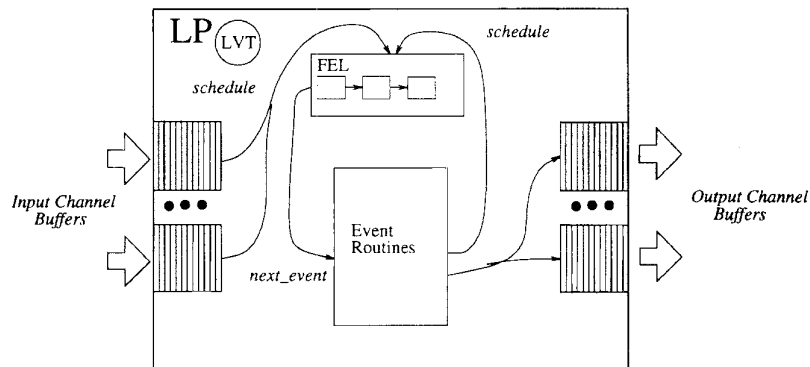 LP
LVT
schedule
FEL
schedule
Input Channel
Buffers
Event
Routines
next_event
Output Channel
Buffers